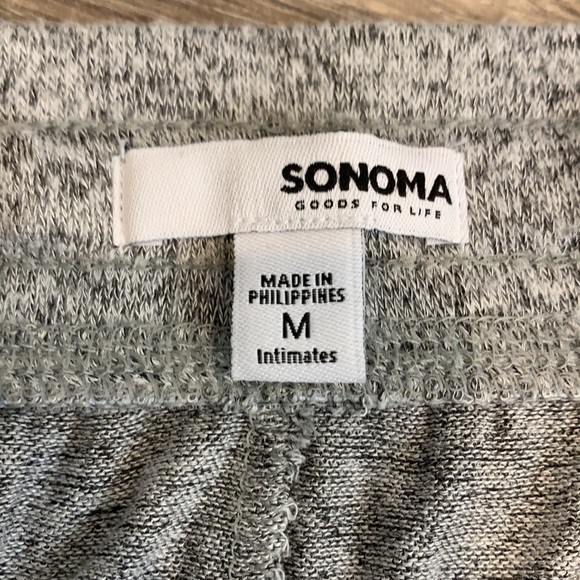 SONOMA
GOODS FOR LIFE
MADE IN
PHILIPPINES
M
Intimates